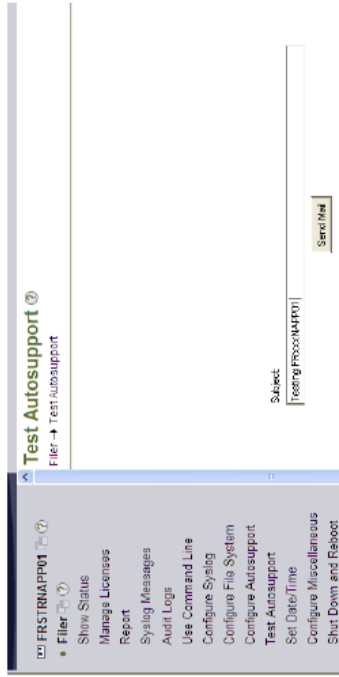 FRSTRNAPP01
Filer
Show Status
Manage Licenses
Report
Syslog Messages
Audit Logs
Use Command Line
Configure Syslog
Configure File System
Configure Autosupport
Test Autosupport
Set Date/Time
Configure Miscellaneous
Shut Down and Reboot
Test Autosupport
Filer → Test Autosupport
Subject:
Testing FRxxxNAPP01
Send Mail